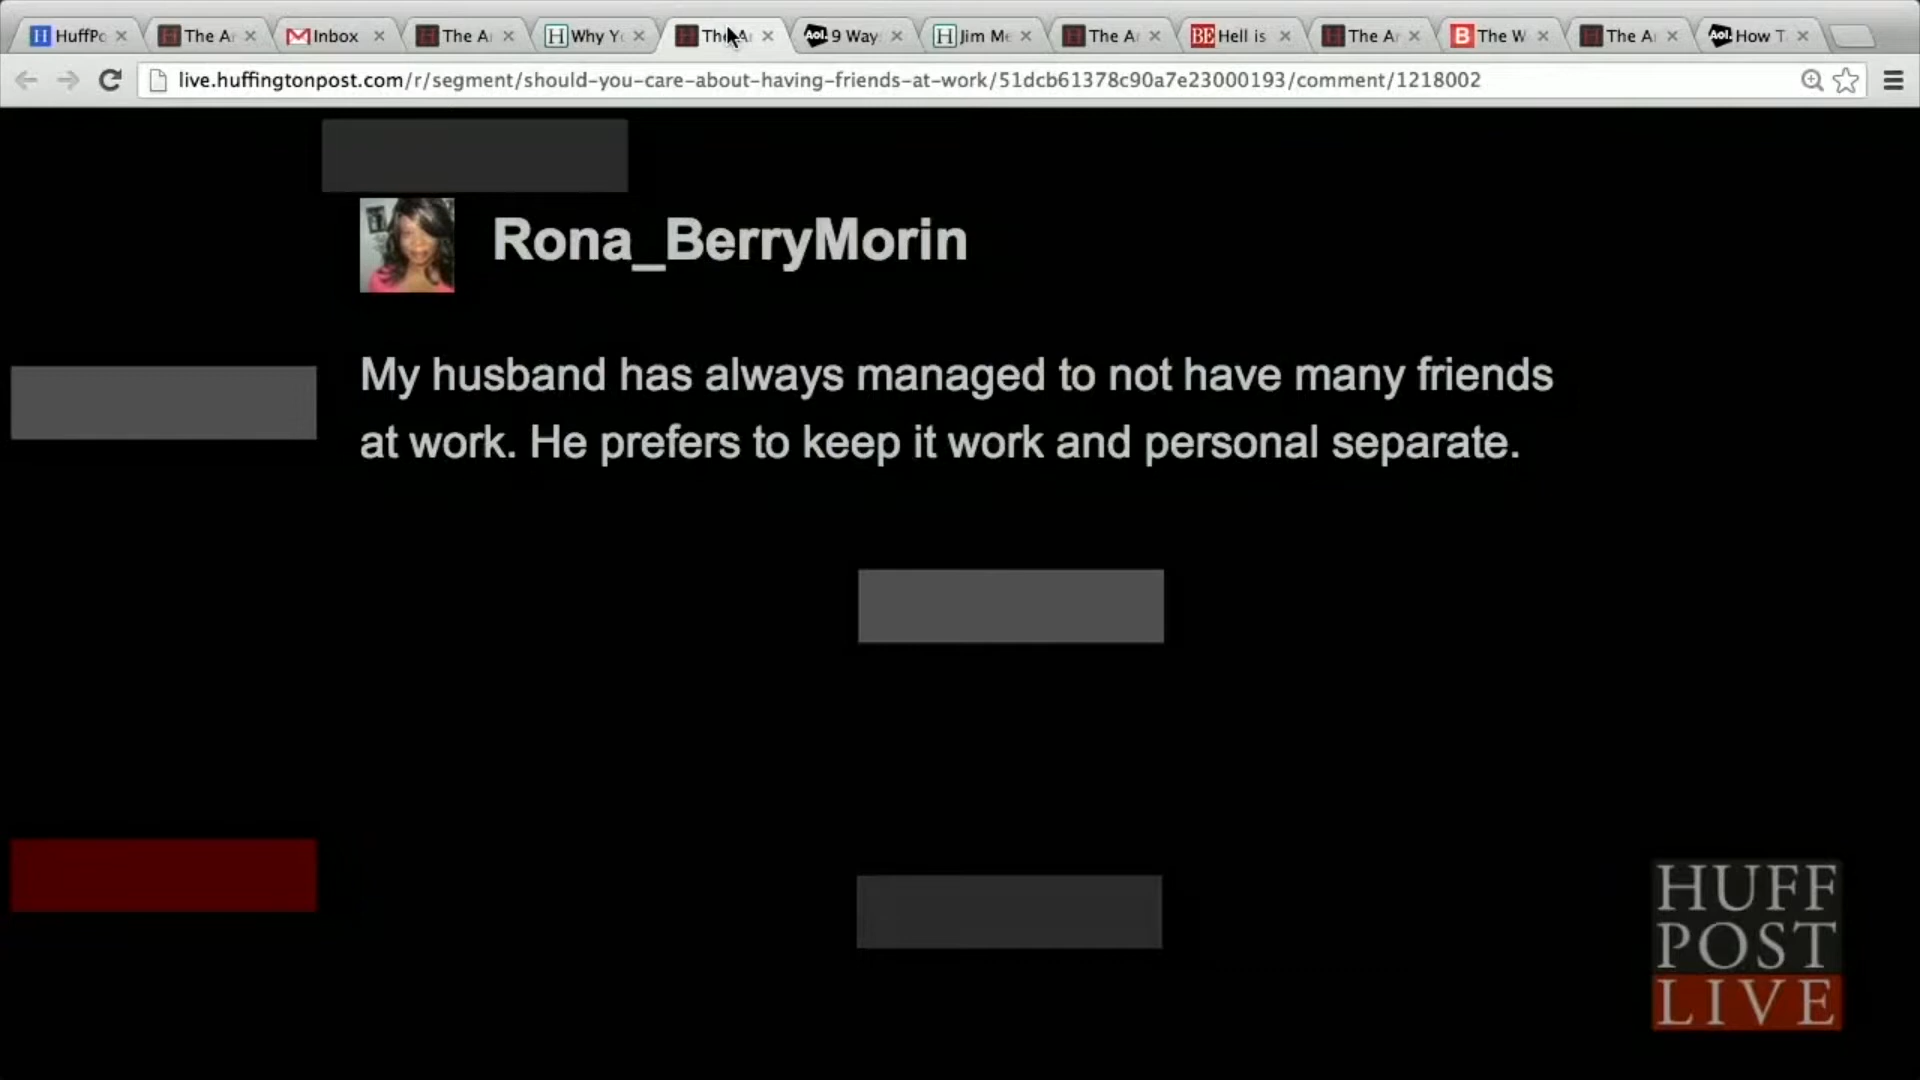 HuffPo
The A
Inbox
The A
Why Y
The A
Aol. 9 Way
Jim Me
The A
BE Hell is
The A
B The W
The A
Aol. How T
live.huffingtonpost.com/r/segment/should-you-care-about-having-friends-at-work/51dcb61378c90a7e23000193/comment/1218002
Rona_BerryMorin
My husband has always managed to not have many friends
at work. He prefers to keep it work and personal separate.
HUFF
POST
LIVE